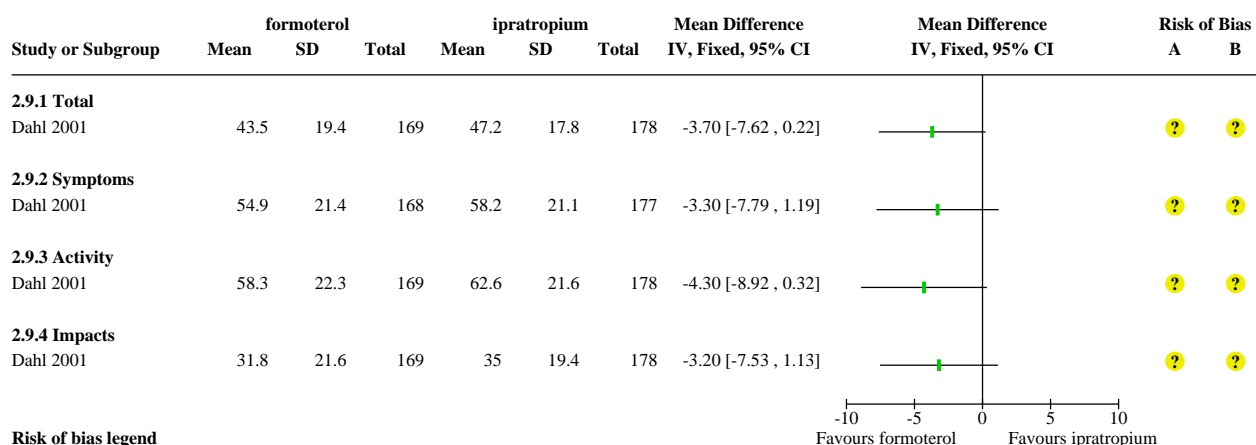 formoterol ipratropium Mean Difference Mean Difference Risk of Bias
Study or Subgroup Mean SD Total Mean SD Total IV, Fixed, 95% CI IV, Fixed, 95% CI A B
2.9.1 Total
Dahl 2001 43.5 19.4 169 47.2 17.8 178 -3.70 [-7.62 , 0.22] ? ?
2.9.2 Symptoms
Dahl 2001 54.9 21.4 168 58.2 21.1 177 -3.30 [-7.79 , 1.19] ? ?
2.9.3 Activity
Dahl 2001 58.3 22.3 169 62.6 21.6 178 -4.30 [-8.92 , 0.32] ? ?
2.9.4 Impacts
Dahl 2001 31.8 21.6 169 35 19.4 178 -3.20 [-7.53 , 1.13] ? ?
-10 -5 0 5 10
Risk of bias legend Favours formoterol Favours ipratropium